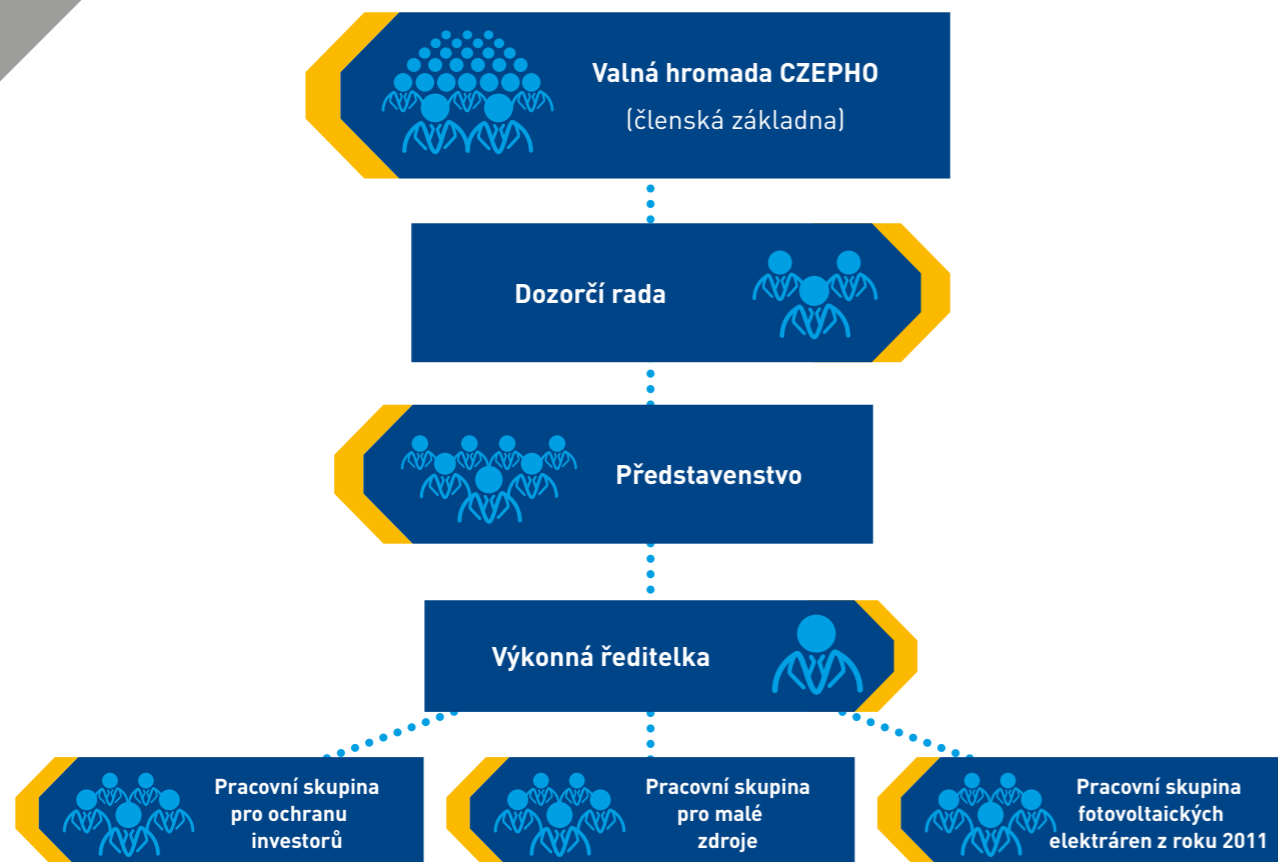 Valná hromada CZEPHO
(členská základna)
Dozorčí rada
Představenstvo
Výkonná ředitelka
Pracovní skupina
pro ochranu
investorů
Pracovní skupina
pro malé
zdroje
Pracovní skupina
fotovoltaických
elektráren z roku 2011